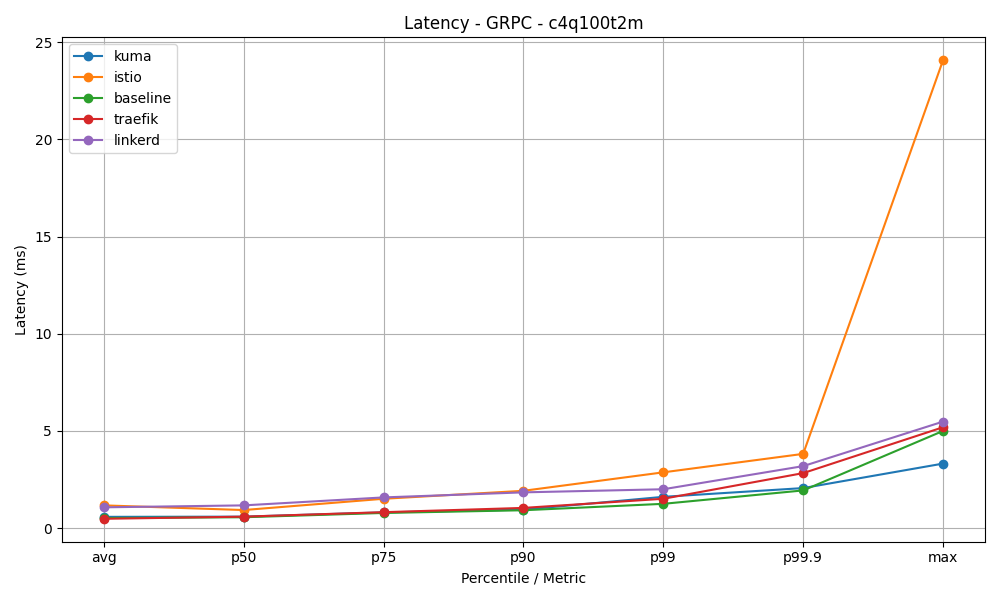 Latency - GRPC - c4q100t2m
kuma
istio
baseline
traefik
linkerd
25
20
15
10
5
0
Latency (ms)
avg p50 p75 p90 p99 p99.9 max
Percentile / Metric